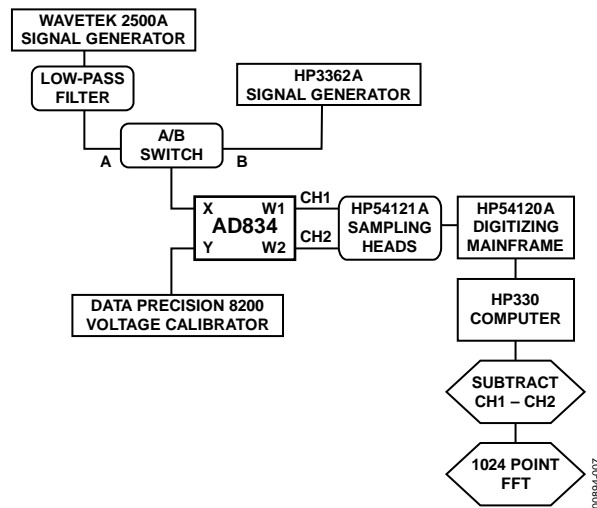 WAVETEK 2500A
SIGNAL GENERATOR
LOW-PASS
FILTER
HP3362A
SIGNAL GENERATOR
A/B
SWITCH
A
B
X
W1
AD834
Y
W2
CH1
CH2
HP54121A
SAMPLING
HEADS
HP54120A
DIGITIZING
MAINFRAME
DATA PRECISION 8200
VOLTAGE CALIBRATOR
HP330
COMPUTER
SUBTRACT
CH1 – CH2
1024 POINT
FFT
00894-007